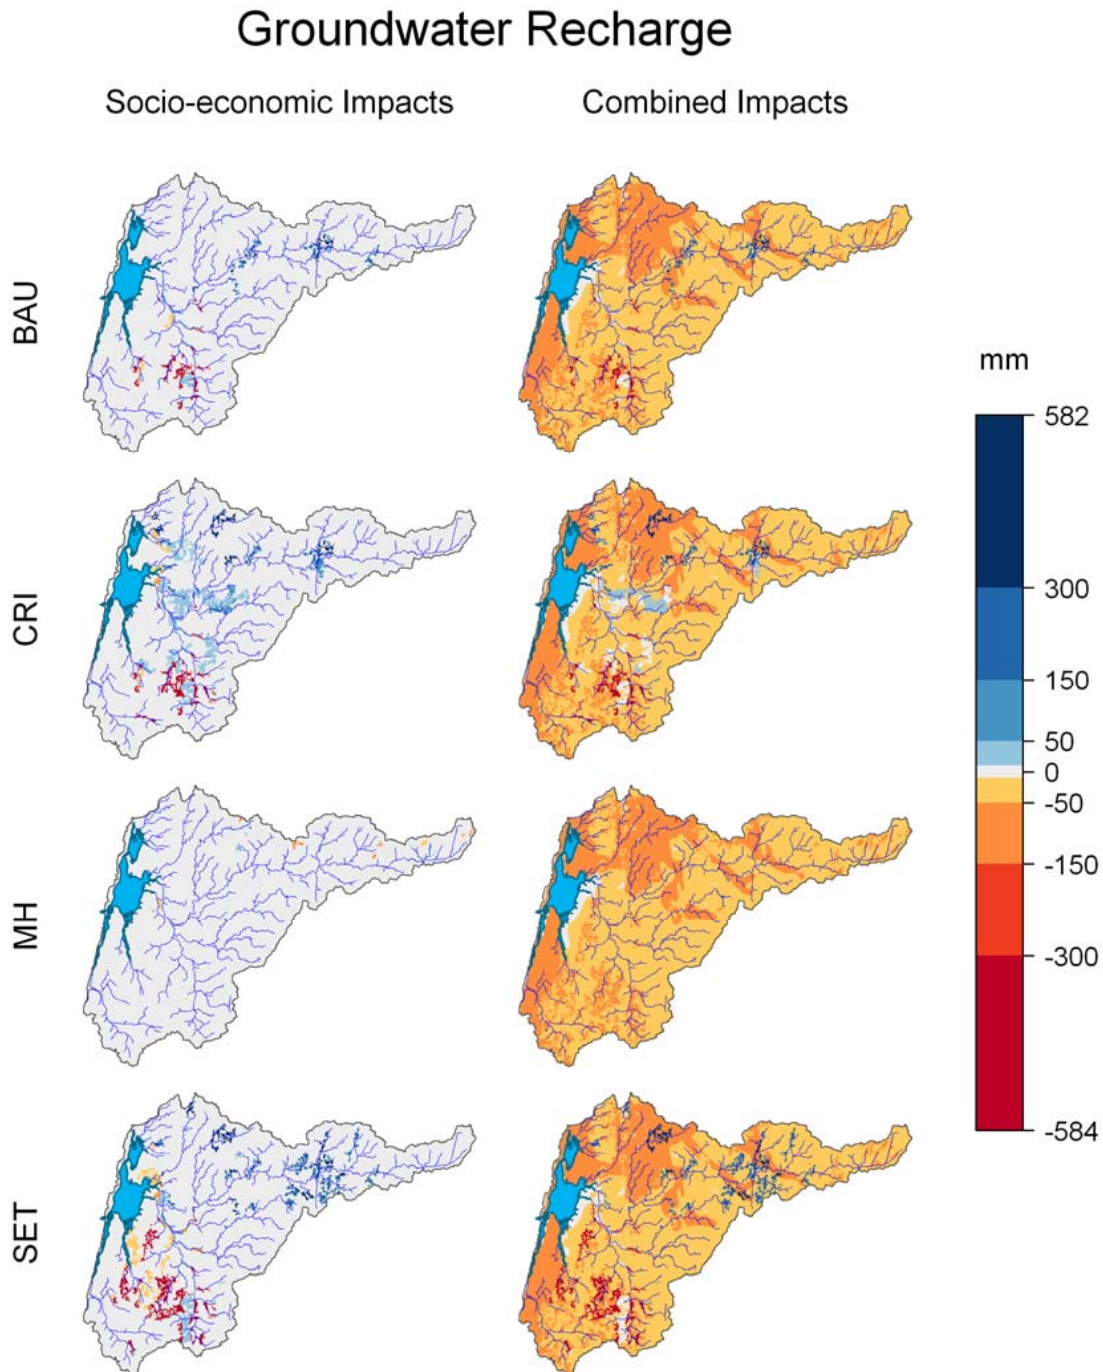 Groundwater Recharge
Socio-economic Impacts
Combined Impacts
BAU
CRI
MH
SET
mm
582
300
150
50
0
-50
-150
-300
-584